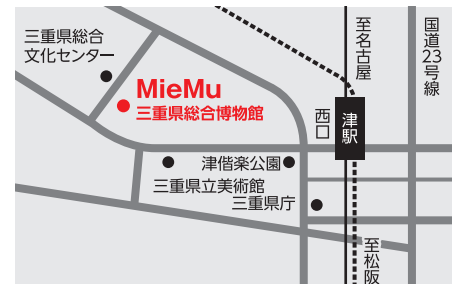 三重県総合
文化センター
MieMu
三重県総合博物館
至名古屋
国道23号線
西口
津駅
津偕楽公園
三重県立美術館
三重県庁
至松阪